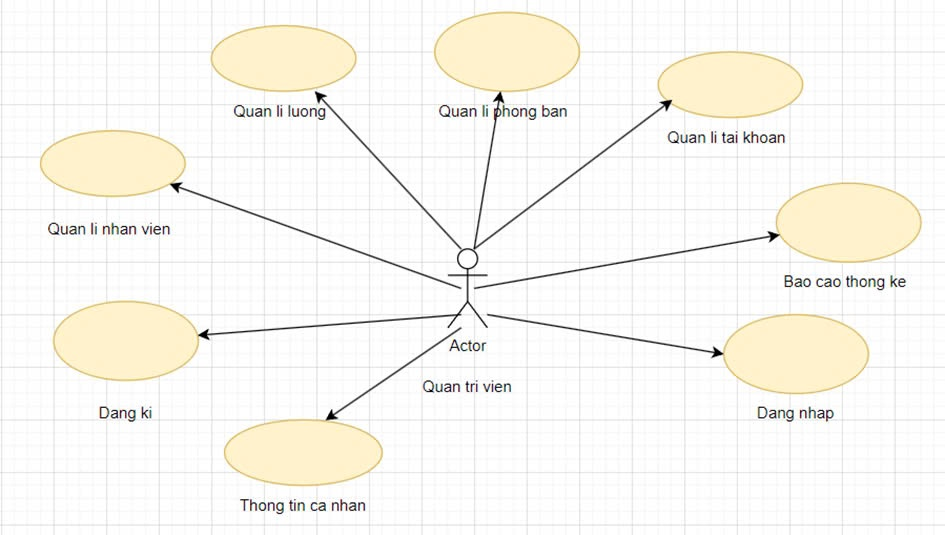 Quan li luong
Quan li phong ban
Quan li tai khoan
Quan li nhan vien
Bao cao thong ke
Actor
Quan tri vien
Dang ki
Dang nhap
Thong tin ca nhan